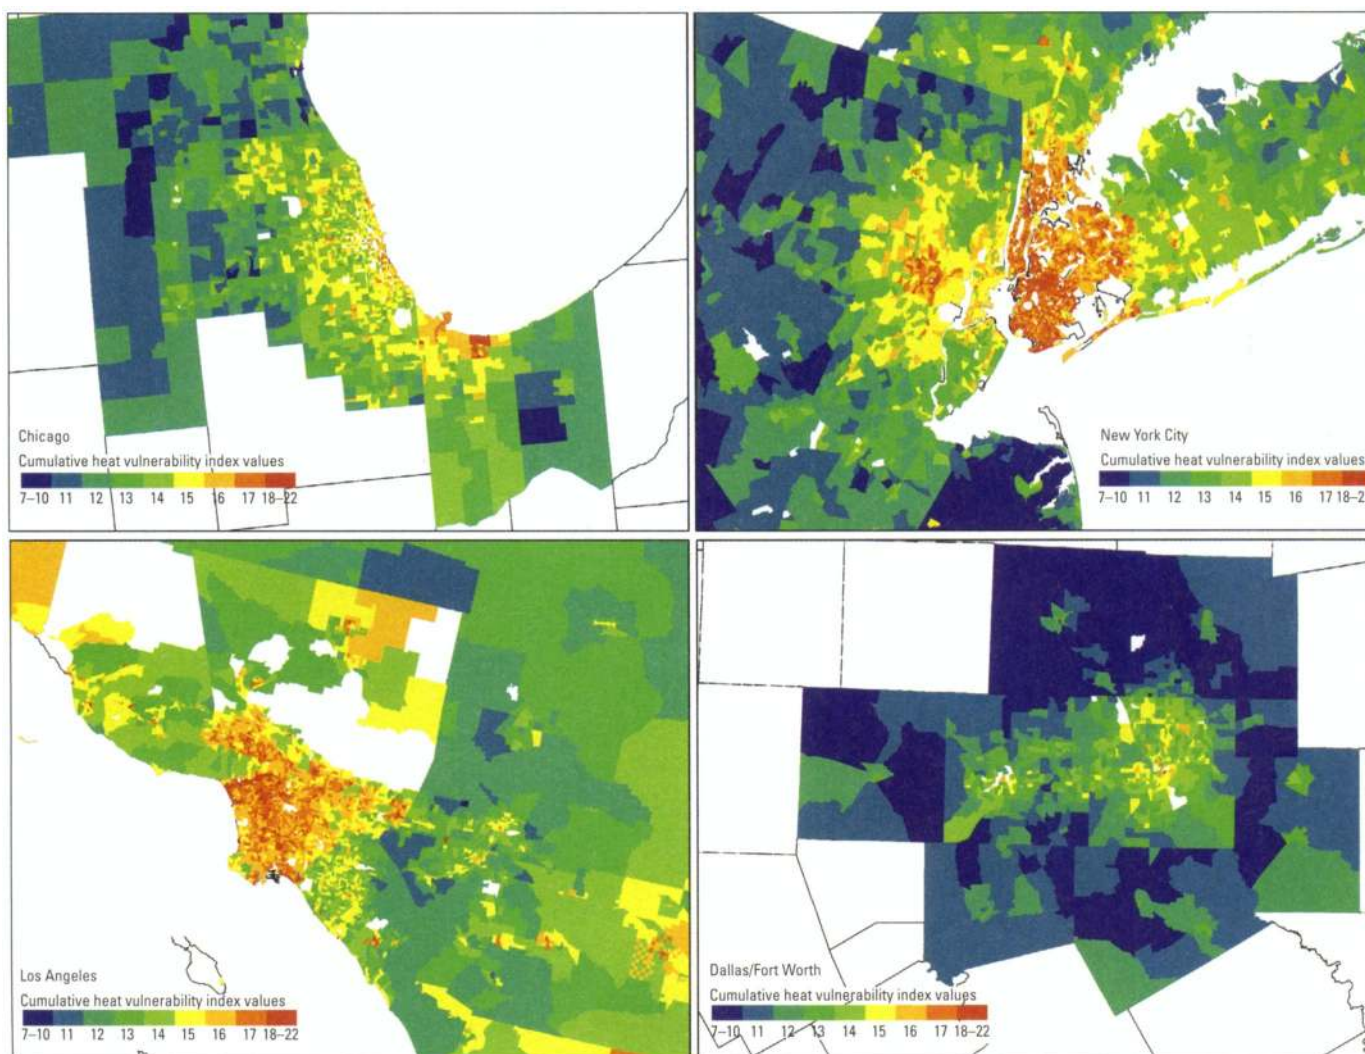 Chicago
Cumulative heat vulnerability index values
7–10 11 12 13 14 15 16 17 18–22
New York City
Cumulative heat vulnerability index values
7–10 11 12 13 14 15 16 17 18–2
Los Angeles
Cumulative heat vulnerability index values
7–10 11 12 13 14 15 16 17 18–22
Dallas/Fort Worth
Cumulative heat vulnerability index values
7–10 11 12 13 14 15 16 17 18–22